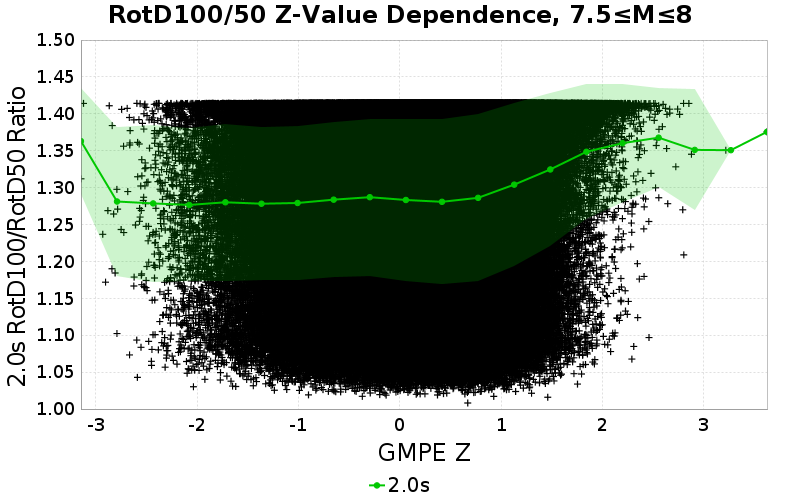 RotD100/50 Z-Value Dependence, 7.5≤M≤8
2.0s RotD100/RotD50 Ratio
1.50
1.45
1.40
1.35
1.30
1.25
1.20
1.15
1.10
1.05
1.00
-3 -2 -1 0 1 2 3
GMPE Z
2.0s